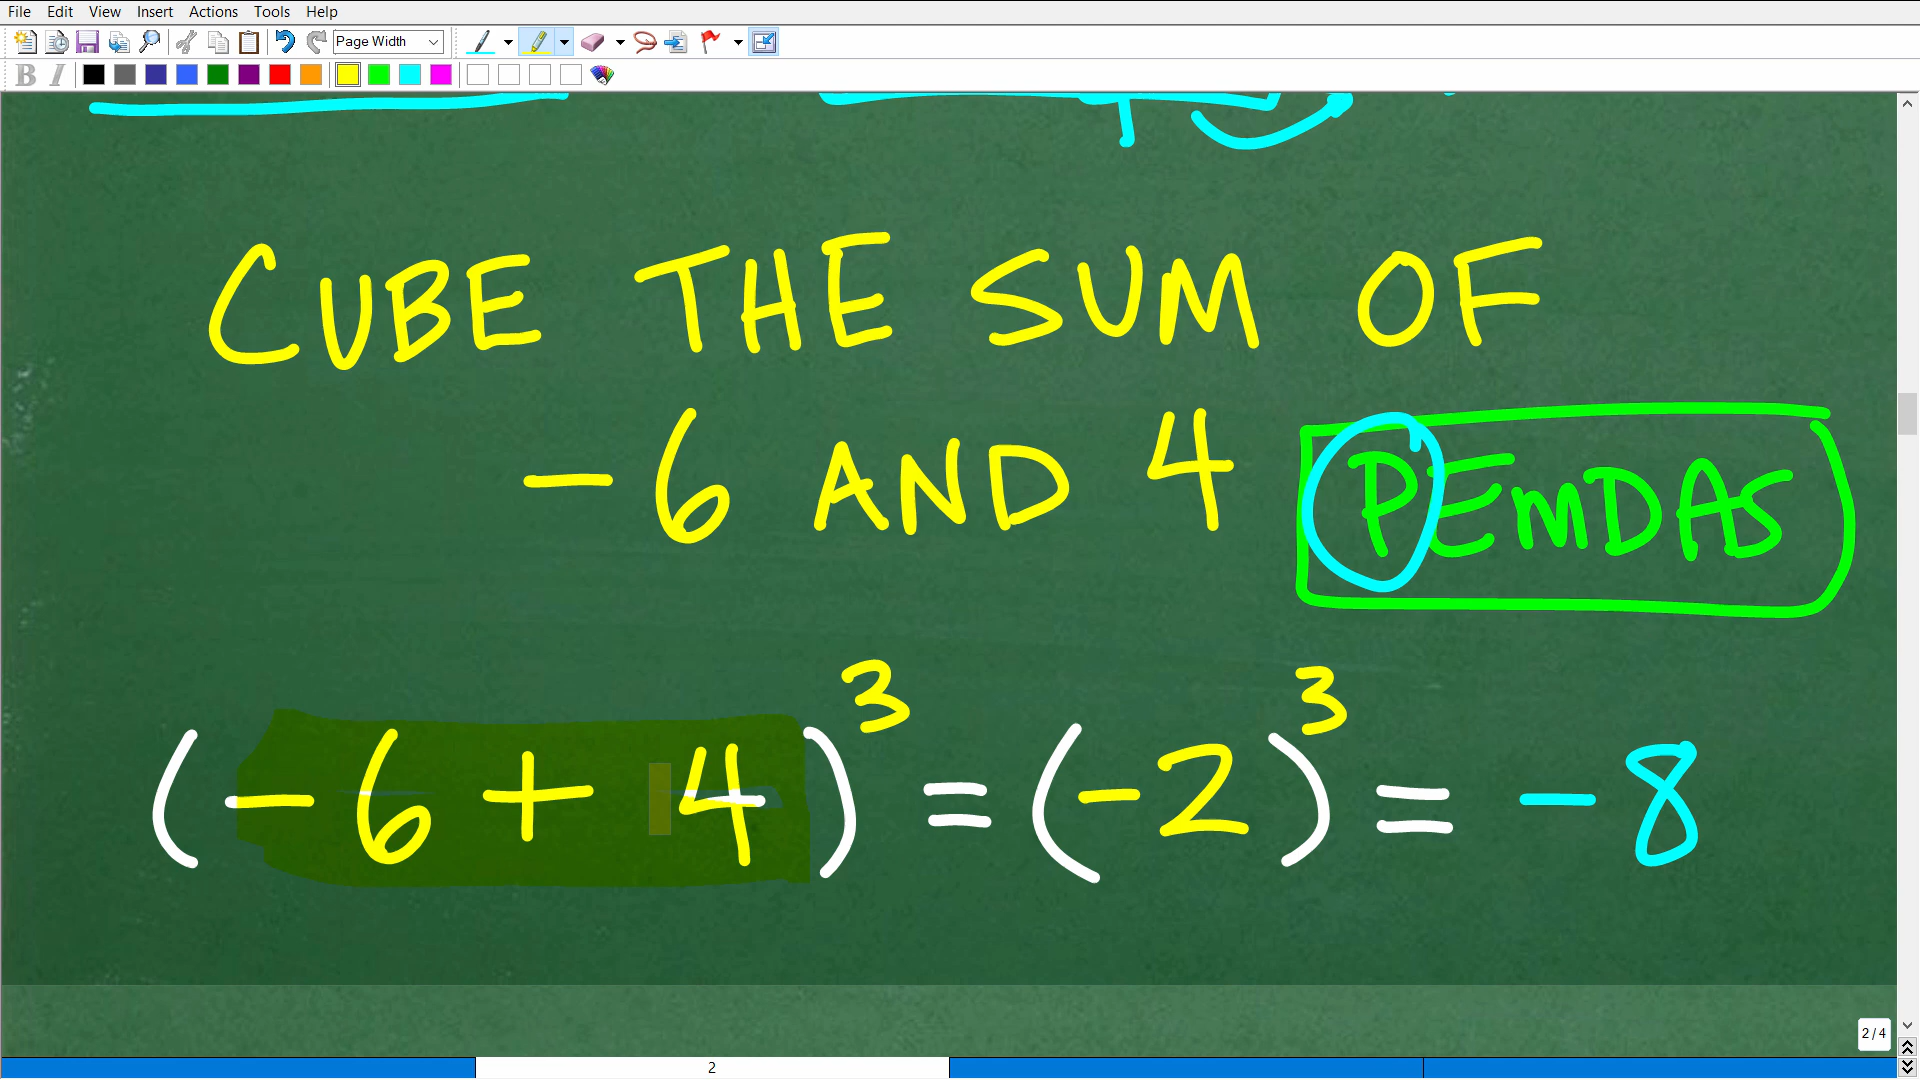 File Edit View Insert Actions Tools Help
Page Width
B I
CUBE THE SUM OF
-6 AND 4
PEMDAS
(-6+4)³ = (-2)³ = -8
2 / 4
2